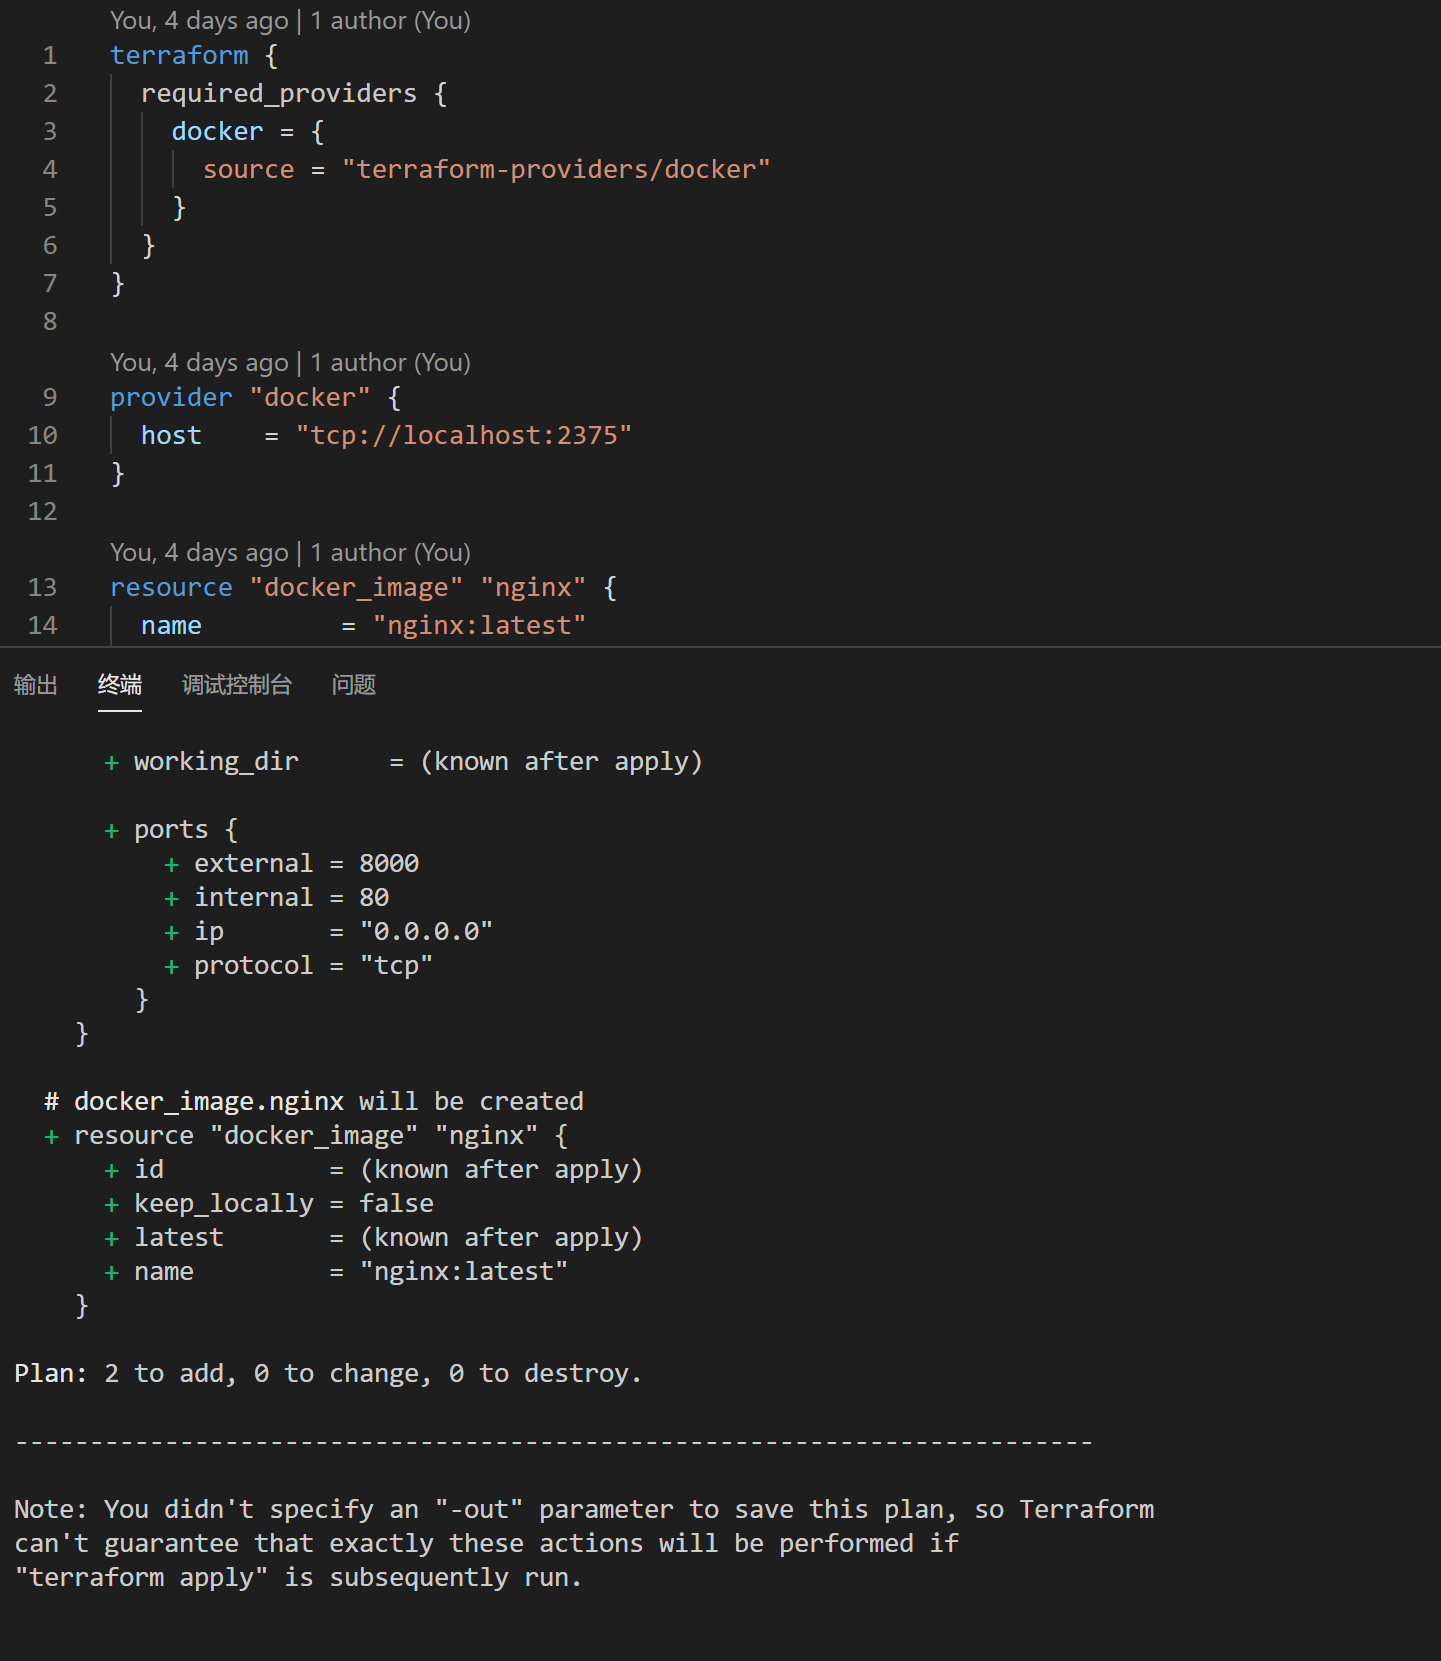 You, 4 days ago | 1 author (You)
1 terraform {
2 required_providers {
3 docker = {
4 source = "terraform-providers/docker"
5 }
6 }
7 }
8
You, 4 days ago | 1 author (You)
9 provider "docker" {
10 host = "tcp://localhost:2375"
11 }
12
You, 4 days ago | 1 author (You)
13 resource "docker_image" "nginx" {
14 name = "nginx:latest"
输出 终端 调试控制台 问题
+ working_dir = (known after apply)
+ ports {
+ external = 8000
+ internal = 80
+ ip = "0.0.0.0"
+ protocol = "tcp"
}
}
# docker_image.nginx will be created
+ resource "docker_image" "nginx" {
+ id = (known after apply)
+ keep_locally = false
+ latest = (known after apply)
+ name = "nginx:latest"
}
Plan: 2 to add, 0 to change, 0 to destroy.
------------------------------------------------------------------------
Note: You didn't specify an "-out" parameter to save this plan, so Terraform
can't guarantee that exactly these actions will be performed if
"terraform apply" is subsequently run.